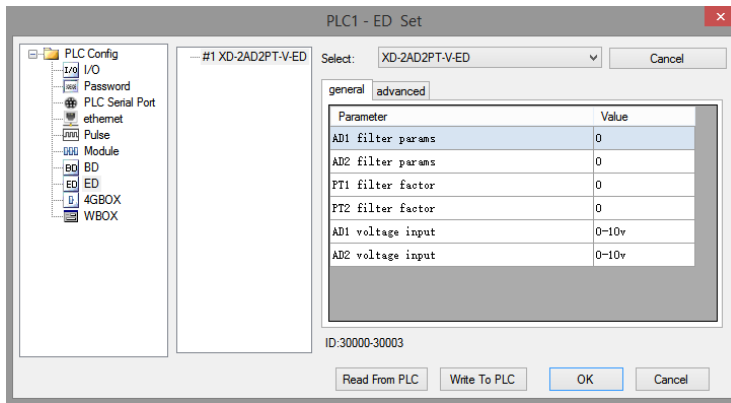 PLC1 - ED Set
PLC Config
I/O
Password
PLC Serial Port
ethernet
Pulse
Module
BD
ED
4GBOX
WBOX
#1 XD-2AD2PT-V-ED
Select: XD-2AD2PT-V-ED Cancel
general advanced
Parameter Value
AD1 filter params 0
AD2 filter params 0
PT1 filter factor 0
PT2 filter factor 0
AD1 voltage input 0-10v
AD2 voltage input 0-10v
ID:30000-30003
Read From PLC Write To PLC OK Cancel